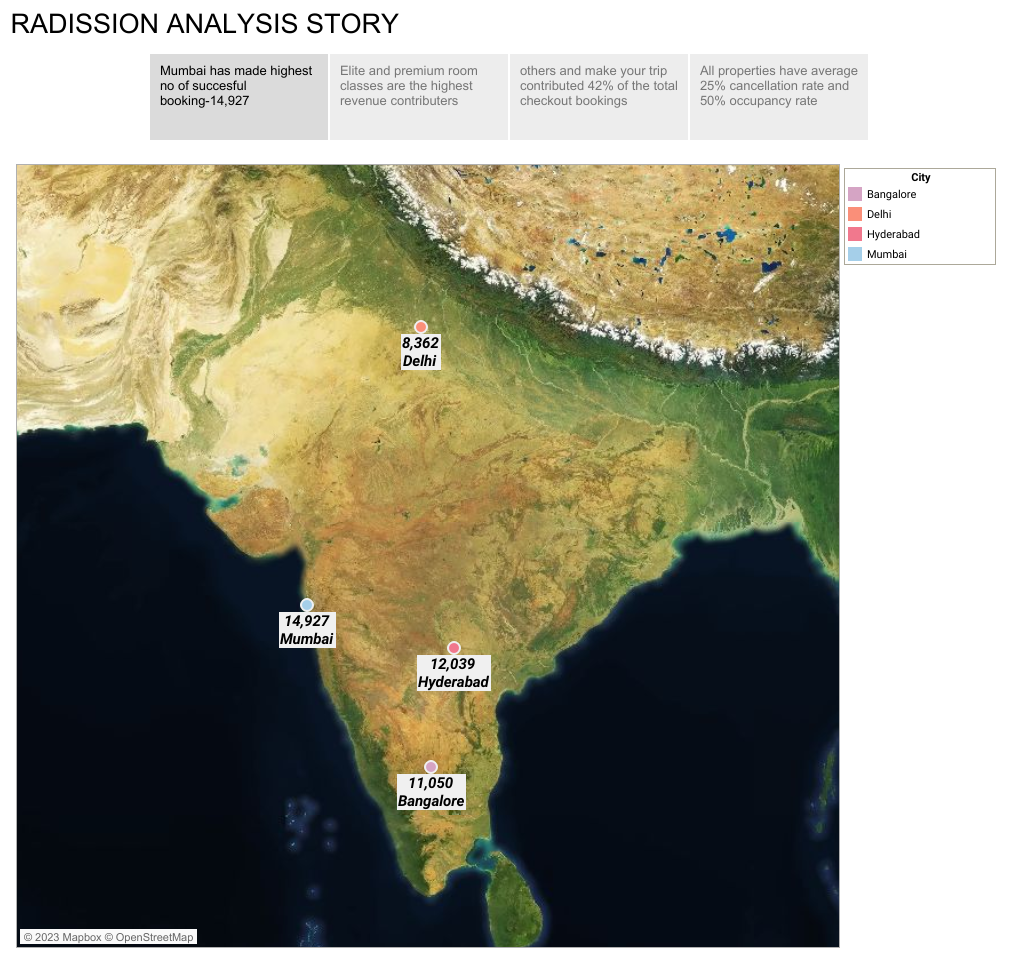 RADISSION ANALYSIS STORY
Mumbai has made highest
no of succesful
booking-14,927
Elite and premium room
classes are the highest
revenue contributers
others and make your trip
contributed 42% of the total
checkout bookings
All properties have average
25% cancellation rate and
50% occupancy rate
City
Bangalore
Delhi
Hyderabad
Mumbai
8,362
Delhi
14,927
Mumbai
12,039
Hyderabad
11,050
Bangalore
© 2023 Mapbox © OpenStreetMap